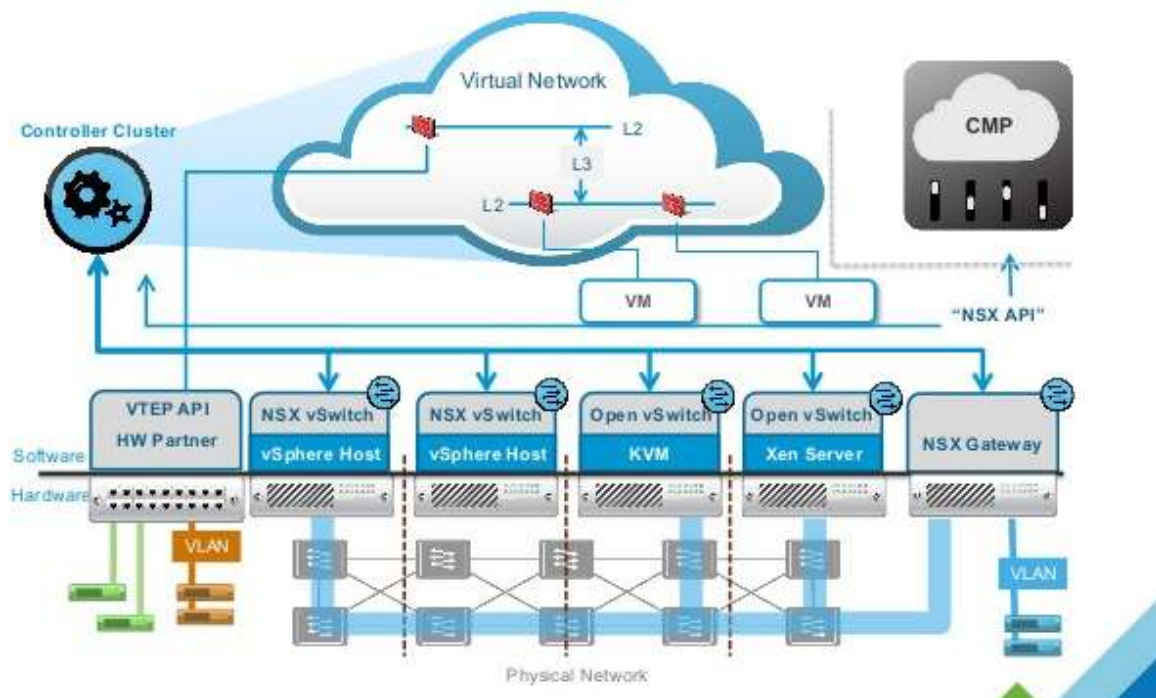 Virtual Network
Controller Cluster
L2
L3
L2
CMP
VM
VM
“NSX API”
VTEP API
HW Partner
NSX vSwitch
vSphere Host
NSX vSwitch
vSphere Host
Open vSwitch
KVM
Open vSwitch
Xen Server
NSX Gateway
Software
Hardware
VLAN
VLAN
Physical Network